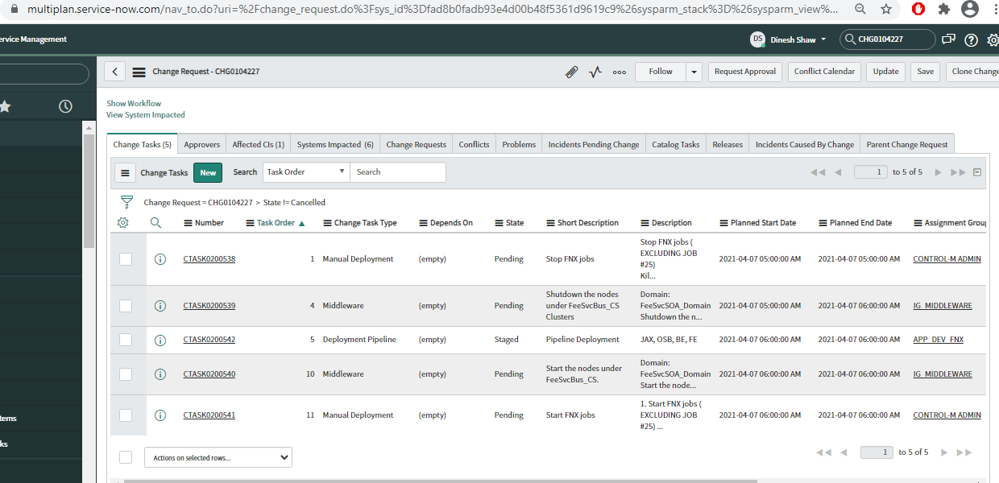 multiplan.service-now.com/nav_to.do?uri=%2Fchange_request.do%3Fsys_id%3Dfad8b0fadb93e4d00b48f5361d9619c9%26sysparm_stack%3D%26sysparm_view%...
ervice Management
DS Dinesh Shaw CHG0104227
Change Request - CHG0104227
Follow Request Approval Conflict Calendar Update Save Clone Change
Show Workflow
View System Impacted
Change Tasks (5) Approvers Affected CIs (1) Systems Impacted (6) Change Requests Conflicts Problems Incidents Pending Change Catalog Tasks Releases Incidents Caused By Change Parent Change Request
Change Tasks New Search Task Order Search 1 to 5 of 5
Change Request = CHG0104227 > State != Cancelled
Number Task Order Change Task Type Depends On State Short Description Description Planned Start Date Planned End Date Assignment Group
CTASK0200538 1 Manual Deployment (empty) Pending Stop FNX jobs Stop FNX jobs (
EXCLUDING JOB
#25)
Kil... 2021-04-07 05:00:00 AM 2021-04-07 05:00:00 AM CONTROL-M ADMIN
CTASK0200539 4 Middleware (empty) Pending Shutdown the nodes
under FeeSvcBus_CS
Clusters
Domain:
FeeSvcSOA_Domain
Shutdown the n...
2021-04-07 05:00:00 AM 2021-04-07 06:00:00 AM IG_MIDDLEWARE
CTASK0200542 5 Deployment Pipeline (empty) Staged Pipeline Deployment JAX, OSB, BE, FE 2021-04-07 06:00:00 AM 2021-04-07 06:00:00 AM APP_DEV_FNX
CTASK0200540 10 Middleware (empty) Pending Start the nodes under
FeeSvcBus_CS.
Domain:
FeeSvcSOA_Domain
Start the node...
2021-04-07 06:00:00 AM 2021-04-07 06:00:00 AM IG_MIDDLEWARE
CTASK0200541 11 Manual Deployment (empty) Pending Start FNX jobs 1. Start FNX jobs (
EXCLUDING JOB
#25) ...
2021-04-07 06:00:00 AM 2021-04-07 06:00:00 AM CONTROL-M ADMIN
tems
ks
Actions on selected rows... 1 to 5 of 5